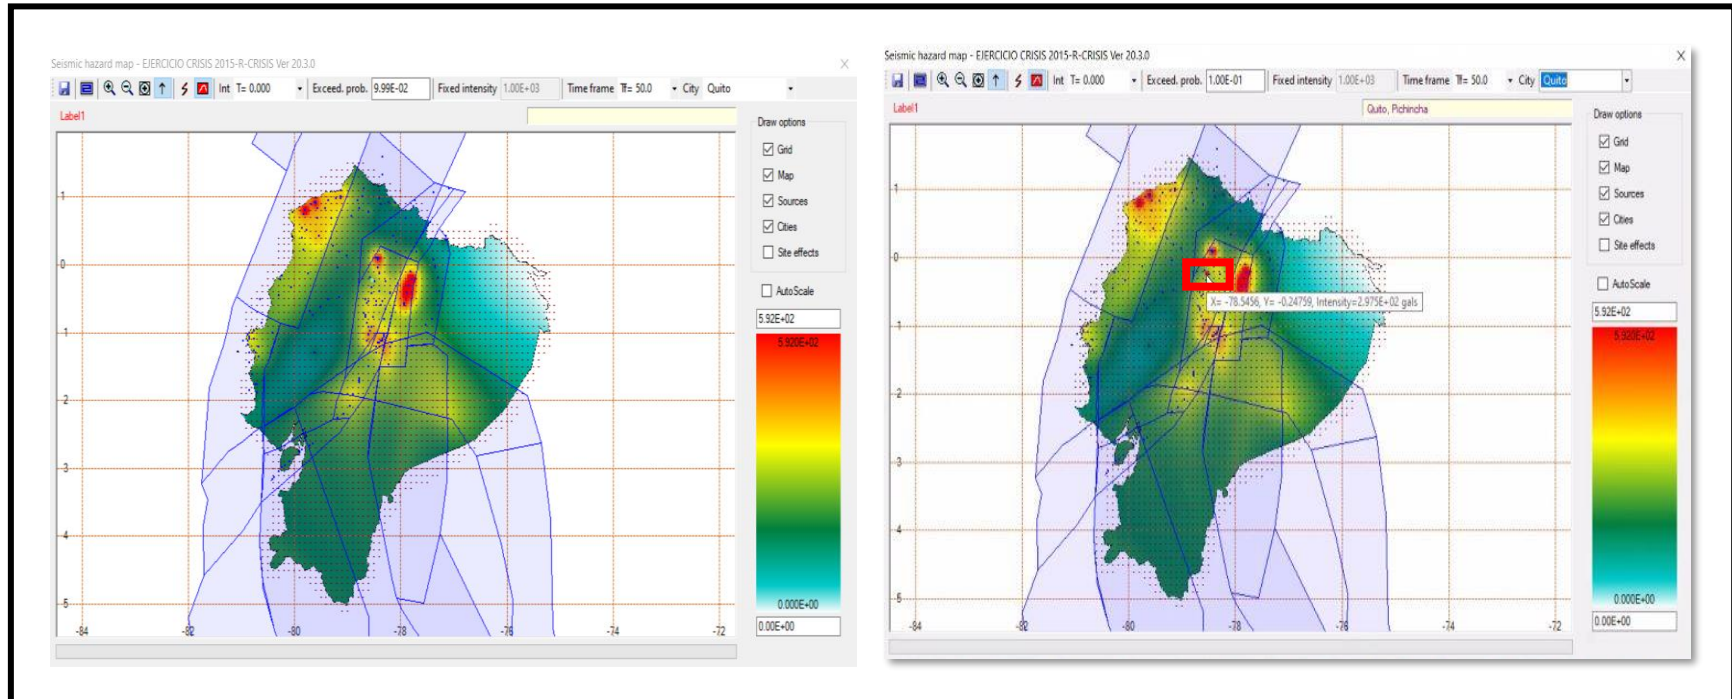 Seismic hazard map - EJERCICIO CRISIS 2015-R-CRISIS Ver 20.3.0
Int T= 0.000 Exceed. prob. 9.99E-02 Fixed intensity 1.00E+03 Time frame Tf= 50.0 City Quito
Label1
Draw options
Grid
Map
Sources
Cities
Site effects
AutoScale
5.92E+02
5.920E+02
0.000E+00
0.00E+00
1
0
1
2
3
4
5
-84 -82 -80 -78 -76 -74 -72
Seismic hazard map - EJERCICIO CRISIS 2015-R-CRISIS Ver 20.3.0
Int T= 0.000 Exceed. prob. 1.00E-01 Fixed intensity 1.00E+03 Time frame Tf= 50.0 City Quito
Label1
Quito, Pichincha
Draw options
Grid
Map
Sources
Cities
Site effects
AutoScale
5.92E+02
5.920E+02
0.000E+00
0.00E+00
X= -78.5456, Y= -0.24759, Intensity=2.975E+02 gals
1
0
-1
-2
-3
-4
-5
-84 -82 -80 -78 -76 -74 -72